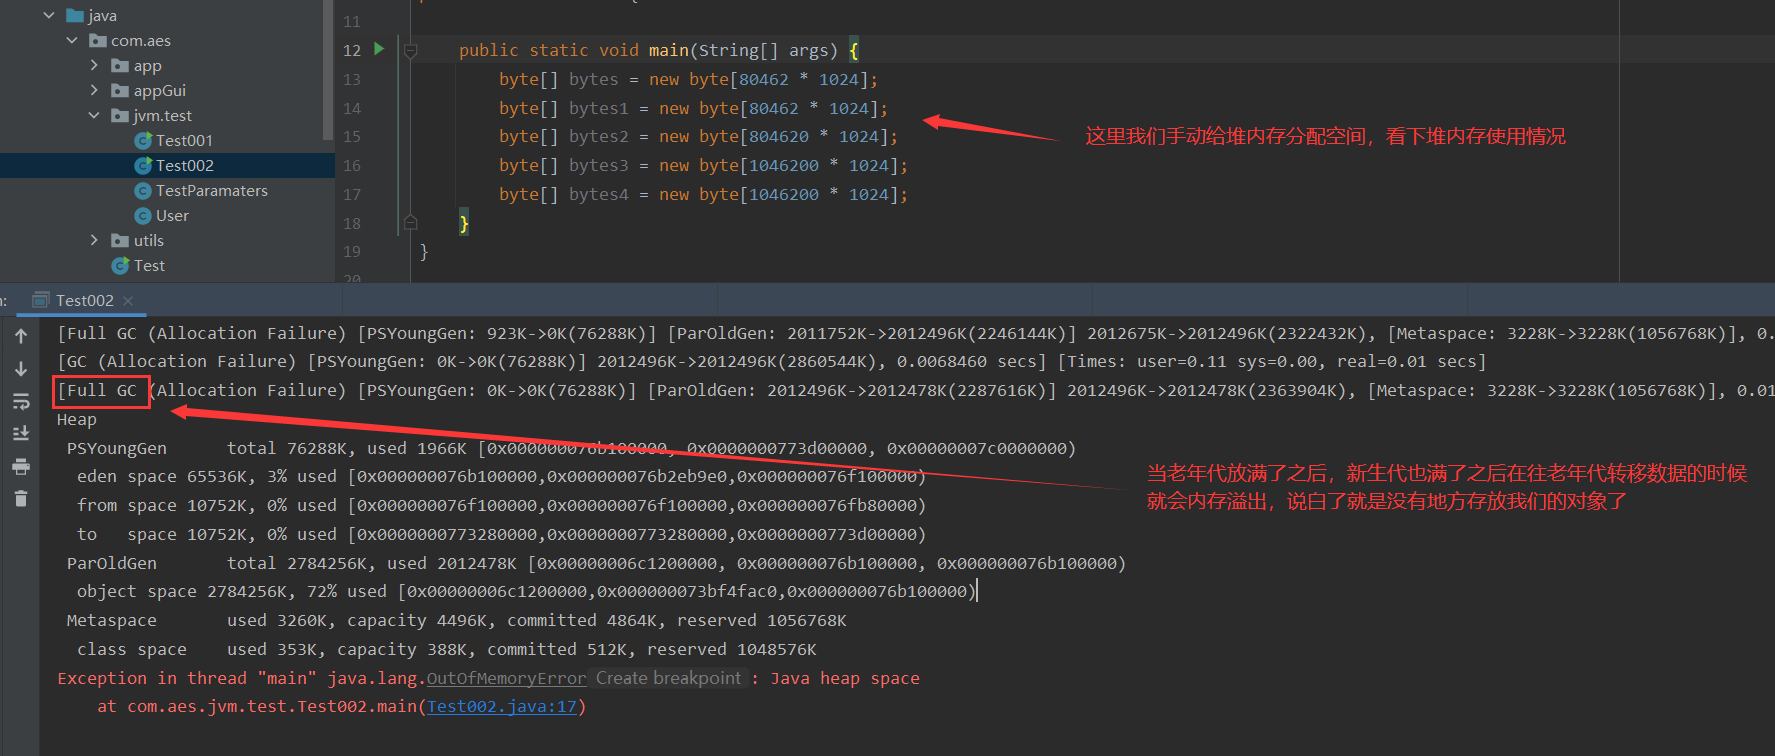 java
com.aes
app
appGui
jvm.test
Test001
Test002
TestParamaters
User
utils
Test
11
12 public static void main(String[] args) {
13 byte[] bytes = new byte[80462 * 1024];
14 byte[] bytes1 = new byte[80462 * 1024];
15 byte[] bytes2 = new byte[804620 * 1024];
16 byte[] bytes3 = new byte[1046200 * 1024];
17 byte[] bytes4 = new byte[1046200 * 1024];
18 }
19 }
20
这里我们手动给堆内存分配空间，看下堆内存使用情况
Test002
[Full GC (Allocation Failure) [PSYoungGen: 923K->0K(76288K)] [ParOldGen: 2011752K->2012496K(2246144K)] 2012675K->2012496K(2322432K), [Metaspace: 3228K->3228K(1056768K)], 0.
[GC (Allocation Failure) [PSYoungGen: 0K->0K(76288K)] 2012496K->2012496K(2860544K), 0.0068460 secs] [Times: user=0.11 sys=0.00, real=0.01 secs]
[Full GC (Allocation Failure) [PSYoungGen: 0K->0K(76288K)] [ParOldGen: 2012496K->2012478K(2287616K)] 2012496K->2012478K(2363904K), [Metaspace: 3228K->3228K(1056768K)], 0.01
Heap
PSYoungGen total 76288K, used 1966K [0x000000076b100000, 0x0000000773d00000, 0x00000007c0000000)
eden space 65536K, 3% used [0x000000076b100000,0x000000076b2eb9e0,0x000000076f100000)
from space 10752K, 0% used [0x000000076f100000,0x000000076f100000,0x000000076fb80000)
to space 10752K, 0% used [0x0000000773280000,0x0000000773280000,0x0000000773d00000)
ParOldGen total 2784256K, used 2012478K [0x00000006c1200000, 0x000000076b100000, 0x000000076b100000)
object space 2784256K, 72% used [0x00000006c1200000,0x000000073bf4fac0,0x000000076b100000)
Metaspace used 3260K, capacity 4496K, committed 4864K, reserved 1056768K
class space used 353K, capacity 388K, committed 512K, reserved 1048576K
Exception in thread "main" java.lang.OutOfMemoryError Create breakpoint : Java heap space
at com.aes.jvm.test.Test002.main(Test002.java:17)
当老年代放满了之后，新生代也满了之后在往老年代转移数据的时候
就会内存溢出，说白了就是没有地方存放我们的对象了